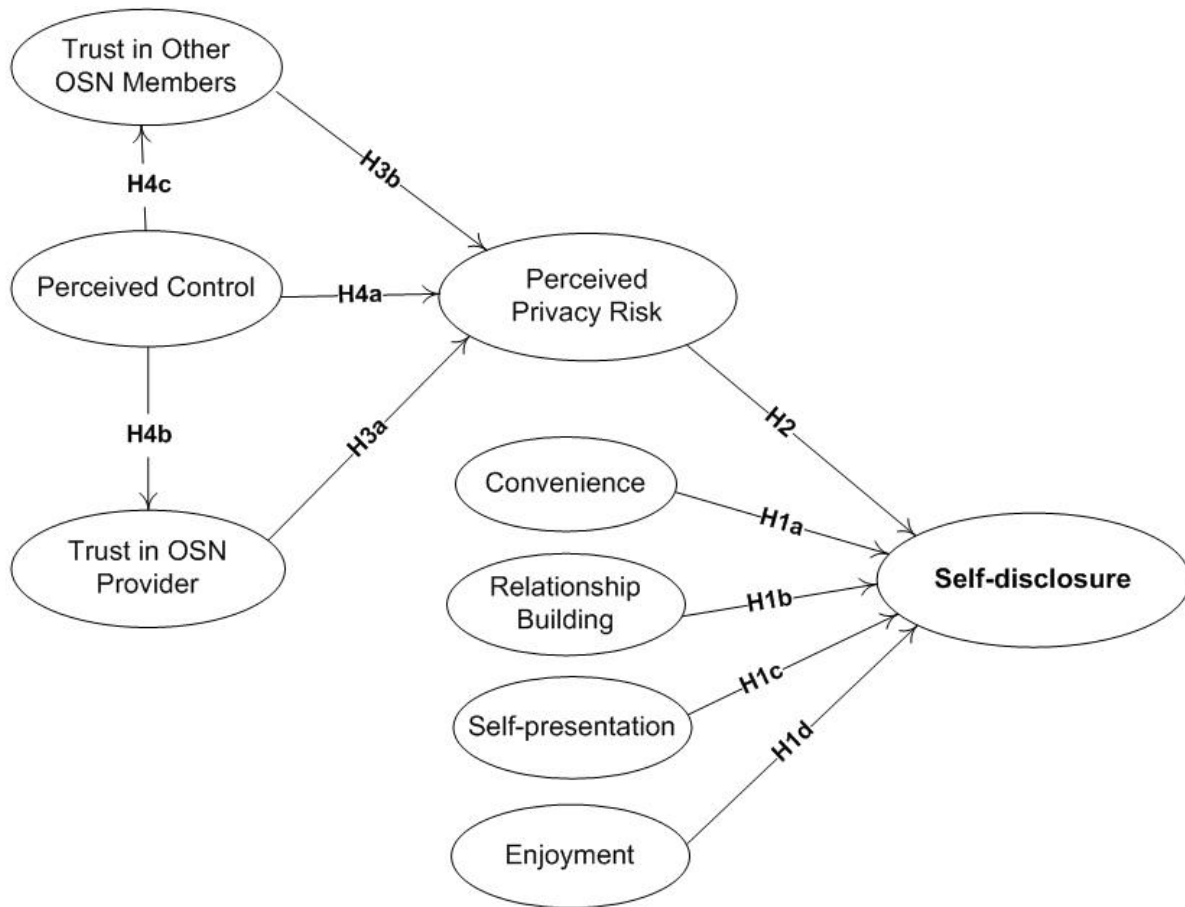 Trust in Other
OSN Members
H3b
H4c
Perceived Control
H4a
Perceived
Privacy Risk
H4b
H3a
H2
Trust in OSN
Provider
Convenience
H1a
Relationship
Building
H1b
Self-disclosure
Self-presentation
H1c
H1d
Enjoyment